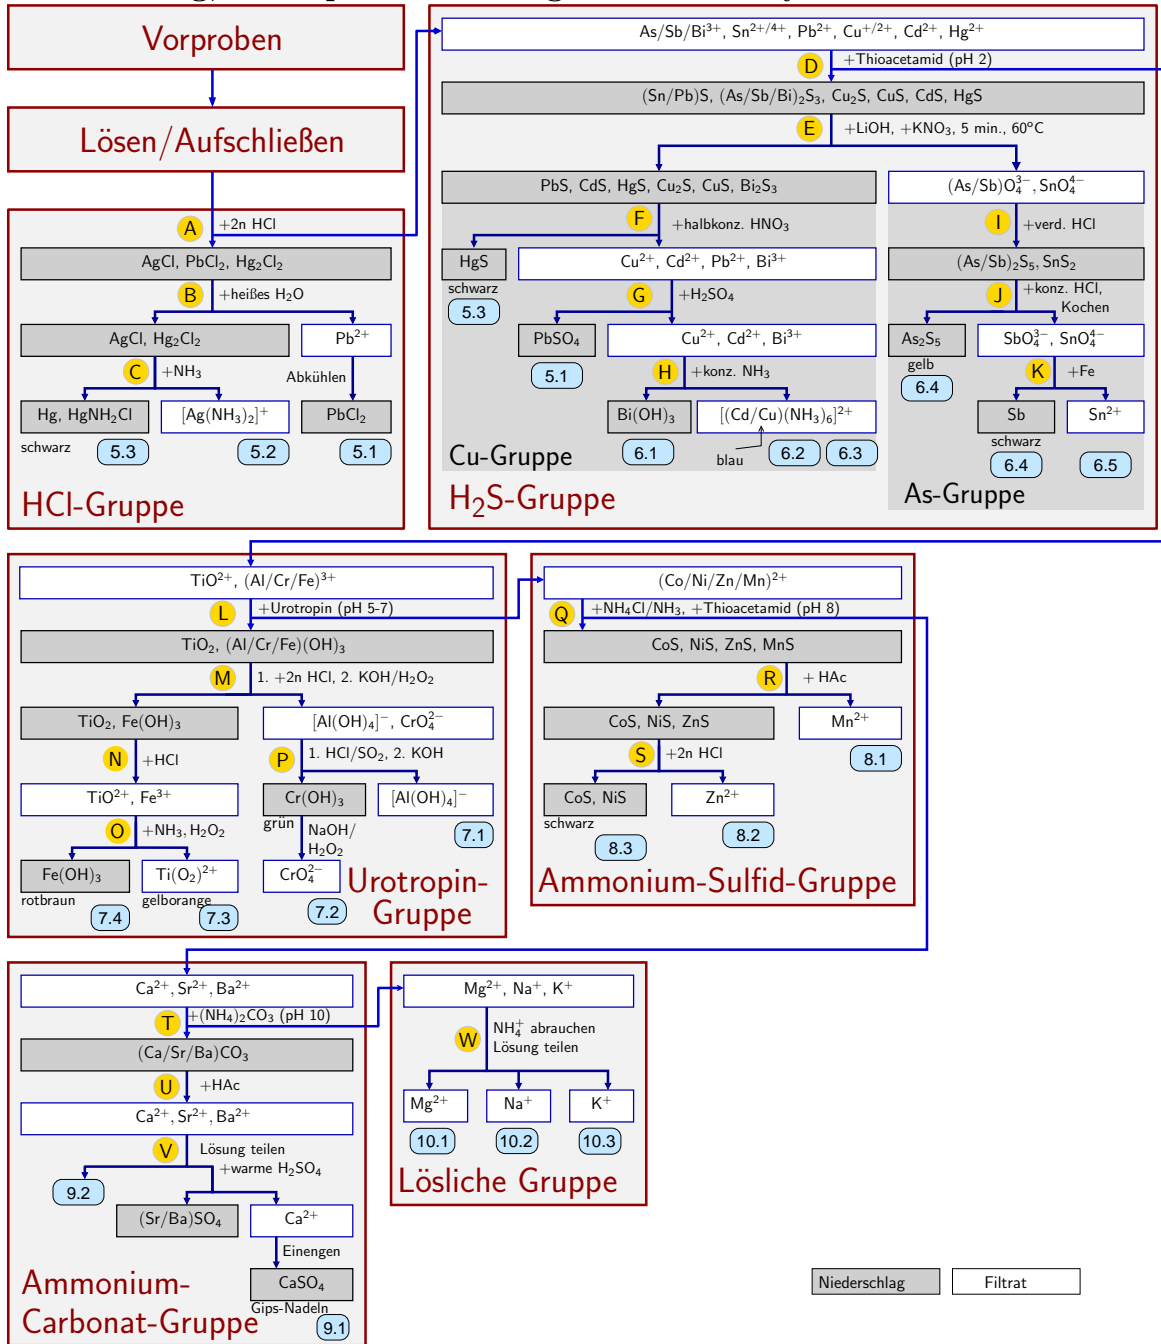 Vorproben
Lösen/Aufschließen
A
+2n HCl
AgCl, PbCl₂, Hg₂Cl₂
B
+heißes H₂O
AgCl, Hg₂Cl₂
Pb²⁺
C
+NH₃
Abkühlen
Hg, HgNH₂Cl
[Ag(NH₃)₂]⁺
PbCl₂
schwarz
5.3
5.2
5.1
HCl-Gruppe
As/Sb/Bi³⁺, Sn²⁺/⁴⁺, Pb²⁺, Cu⁺/²⁺, Cd²⁺, Hg²⁺
D
+Thioacetamid (pH 2)
(Sn/Pb)S, (As/Sb/Bi)₂S₃, Cu₂S, CuS, CdS, HgS
E
+LiOH, +KNO₃, 5 min., 60°C
PbS, CdS, HgS, Cu₂S, CuS, Bi₂S₃
F
+halbkonz. HNO₃
HgS
Cu²⁺, Cd²⁺, Pb²⁺, Bi³⁺
schwarz
5.3
G
+H₂SO₄
PbSO₄
Cu²⁺, Cd²⁺, Bi³⁺
5.1
H
+konz. NH₃
Bi(OH)₃
[(Cd/Cu)(NH₃)₆]²⁺
6.1
blau
6.2
6.3
Cu-Gruppe
(As/Sb)O₄³⁻, SnO₄⁴⁻
I
+verd. HCl
(As/Sb)₂S₅, SnS₂
J
+konz. HCl,
Kochen
As₂S₅
SbO₄³⁻, SnO₄⁴⁻
gelb
6.4
K
+Fe
Sb
Sn²⁺
schwarz
6.4
6.5
As-Gruppe
H₂S-Gruppe
TiO²⁺, (Al/Cr/Fe)³⁺
L
+Urotropin (pH 5-7)
TiO₂, (Al/Cr/Fe)(OH)₃
M
1. +2n HCl, 2. KOH/H₂O₂
TiO₂, Fe(OH)₃
[Al(OH)₄]⁻, CrO₄²⁻
N
+HCl
P
1. HCl/SO₂, 2. KOH
TiO²⁺, Fe³⁺
Cr(OH)₃
[Al(OH)₄]⁻
grün
7.1
O
+NH₃, H₂O₂
NaOH/
H₂O₂
Fe(OH)₃
Ti(O₂)²⁺
CrO₄²⁻
rotbraun
gelborange
7.4
7.3
7.2
Urotropin-
Gruppe
(Co/Ni/Zn/Mn)²⁺
Q
+NH₄Cl/NH₃, +Thioacetamid (pH 8)
CoS, NiS, ZnS, MnS
R
+ HAc
CoS, NiS, ZnS
Mn²⁺
8.1
S
+2n HCl
CoS, NiS
Zn²⁺
schwarz
8.3
8.2
Ammonium-Sulfid-Gruppe
Ca²⁺, Sr²⁺, Ba²⁺
T
+(NH₄)₂CO₃ (pH 10)
(Ca/Sr/Ba)CO₃
U
+HAc
Ca²⁺, Sr²⁺, Ba²⁺
V
Lösung teilen
+warme H₂SO₄
9.2
(Sr/Ba)SO₄
Ca²⁺
Einengen
CaSO₄
Gips-Nadeln
9.1
Ammonium-
Carbonat-Gruppe
Mg²⁺, Na⁺, K⁺
W
NH₄⁺ abrauchen
Lösung teilen
Mg²⁺
Na⁺
K⁺
10.1
10.2
10.3
Lösliche Gruppe
Niederschlag
Filtrat